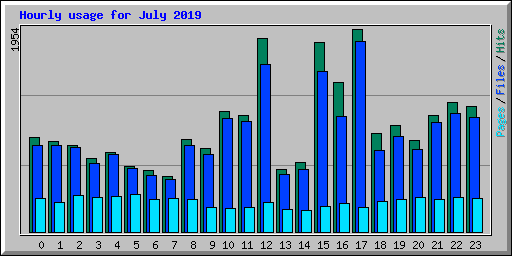 Hourly usage for July 2019
1954
Pages/Files/Hits
0 1 2 3 4 5 6 7 8 9 10 11 12 13 14 15 16 17 18 19 20 21 22 23